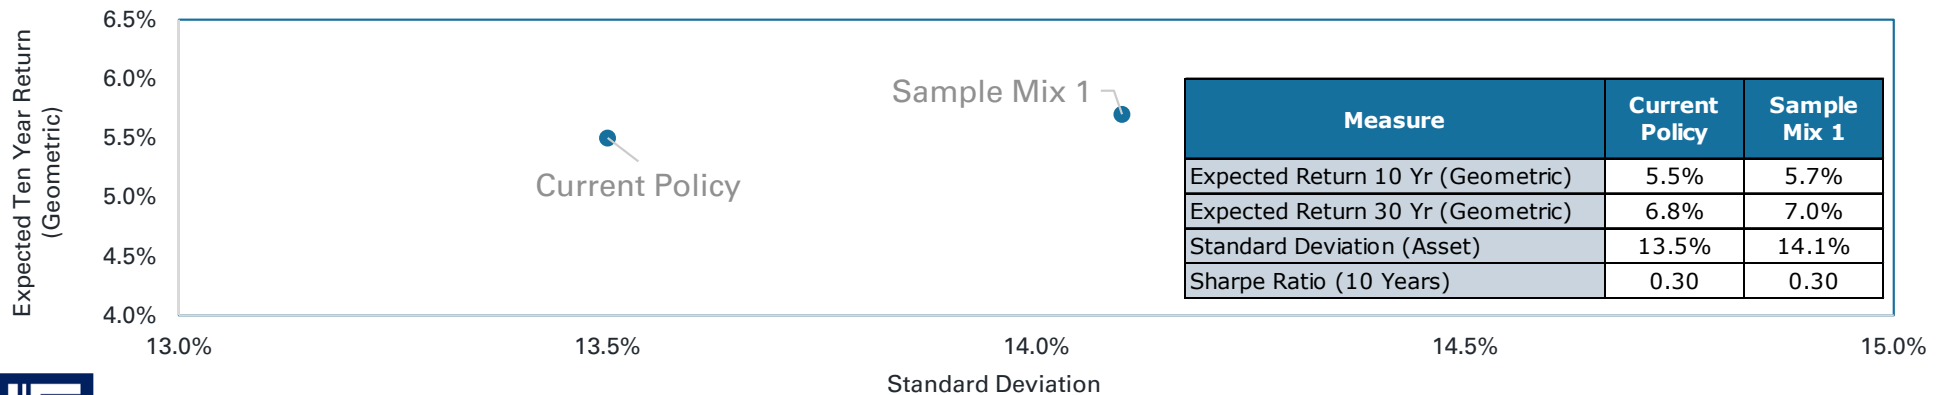 Expected Ten Year Return
(Geometric)
6.5%
6.0%
5.5%
5.0%
4.5%
4.0%
Sample Mix 1
Current Policy
Measure
Current
Policy
Sample
Mix 1
Expected Return 10 Yr (Geometric) 5.5% 5.7%
Expected Return 30 Yr (Geometric) 6.8% 7.0%
Standard Deviation (Asset) 13.5% 14.1%
Sharpe Ratio (10 Years) 0.30 0.30
13.0% 13.5% 14.0% 14.5% 15.0%
Standard Deviation